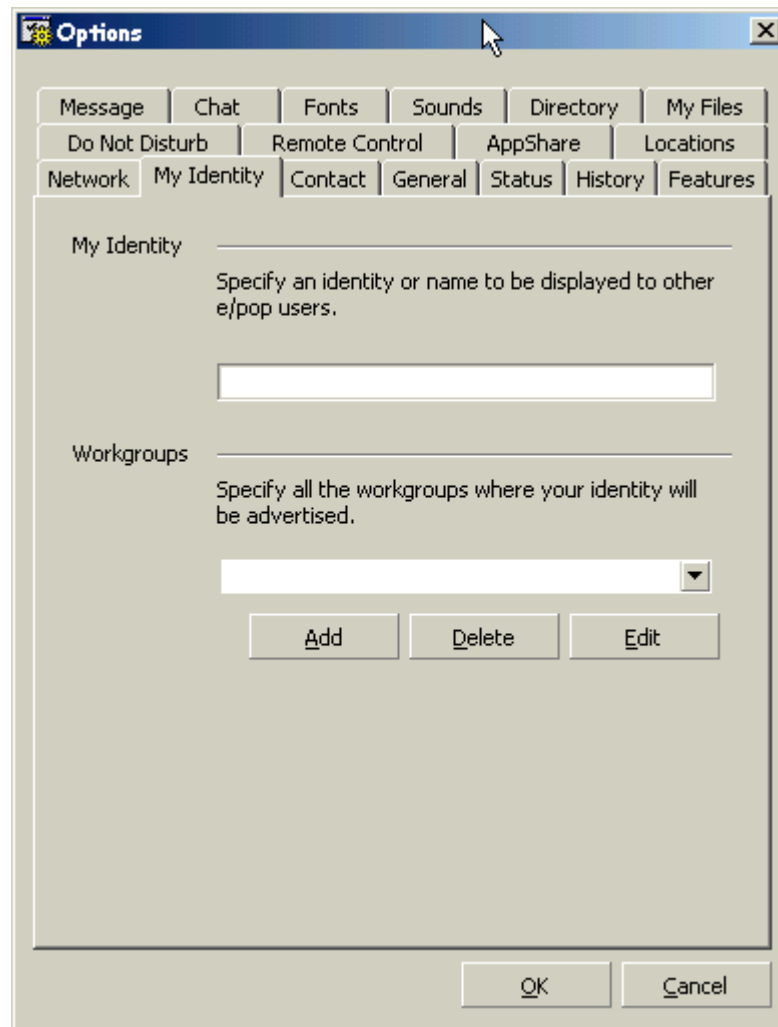 Options
Message Chat Fonts Sounds Directory My Files
Do Not Disturb Remote Control AppShare Locations
Network My Identity Contact General Status History Features
My Identity
Specify an identity or name to be displayed to other
e/pop users.
Workgroups
Specify all the workgroups where your identity will
be advertised.
Add Delete Edit
OK Cancel